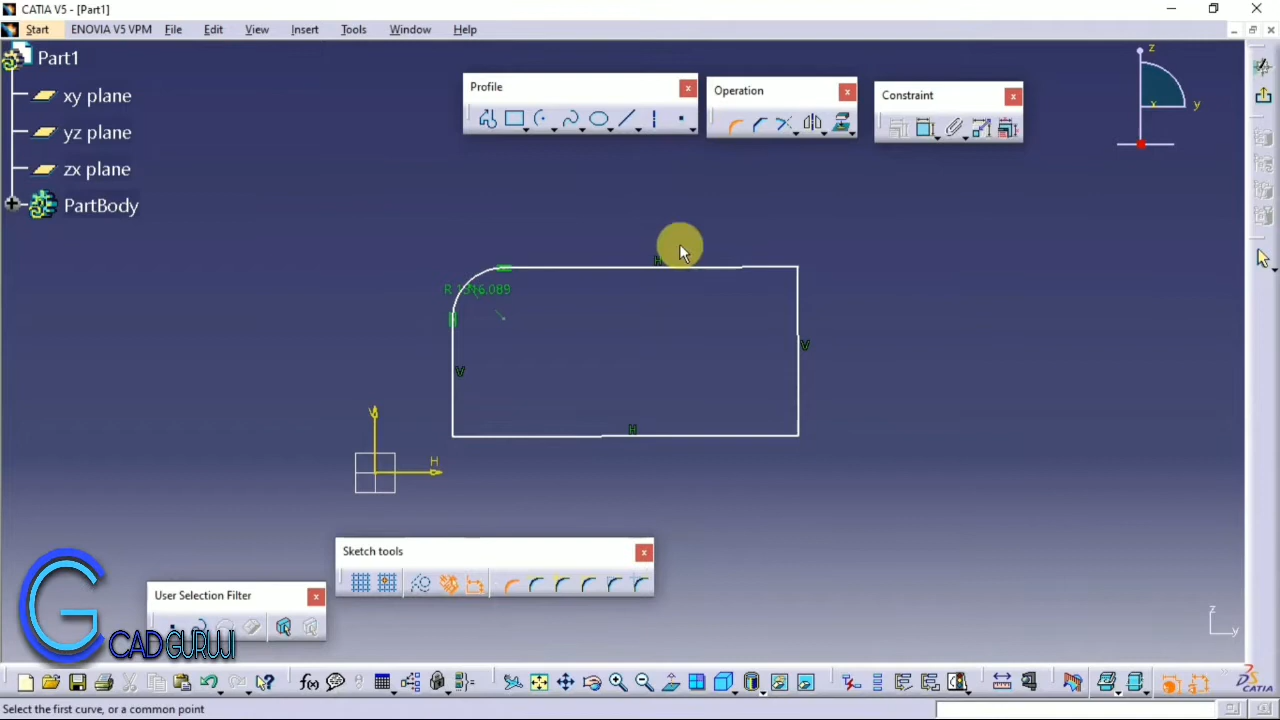 CATIA V5 - [Part1]
Start ENOVIA V5 VPM File Edit View Insert Tools Window Help
Part1
xy plane
yz plane
zx plane
PartBody
Profile
Operation
Constraint
z
x
y
H
V
V
H
V
H
Sketch tools
User Selection Filter
G
CADGURUJI
z
y
f(x)
CATIA
Select the first curve, or a common point